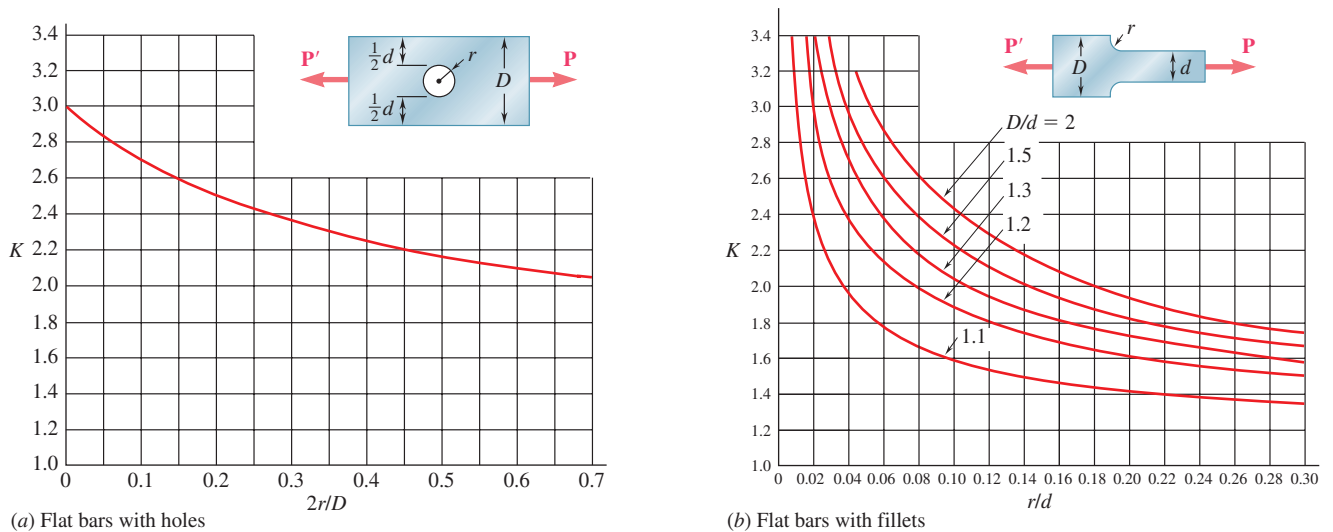 3.4
3.2
3.0
2.8
2.6
2.4
2.2
2.0
1.8
1.6
1.4
1.2
1.0
K
0 0.1 0.2 0.3 0.4 0.5 0.6 0.7
2r/D
P′
1/2 d
1/2 d
r
D
P
(a) Flat bars with holes
3.4
3.2
3.0
2.8
2.6
2.4
2.2
2.0
1.8
1.6
1.4
1.2
1.0
K
0 0.02 0.04 0.06 0.08 0.10 0.12 0.14 0.16 0.18 0.20 0.22 0.24 0.26 0.28 0.30
r/d
P′
D
r
d
P
D/d = 2
1.5
1.3
1.2
1.1
(b) Flat bars with fillets